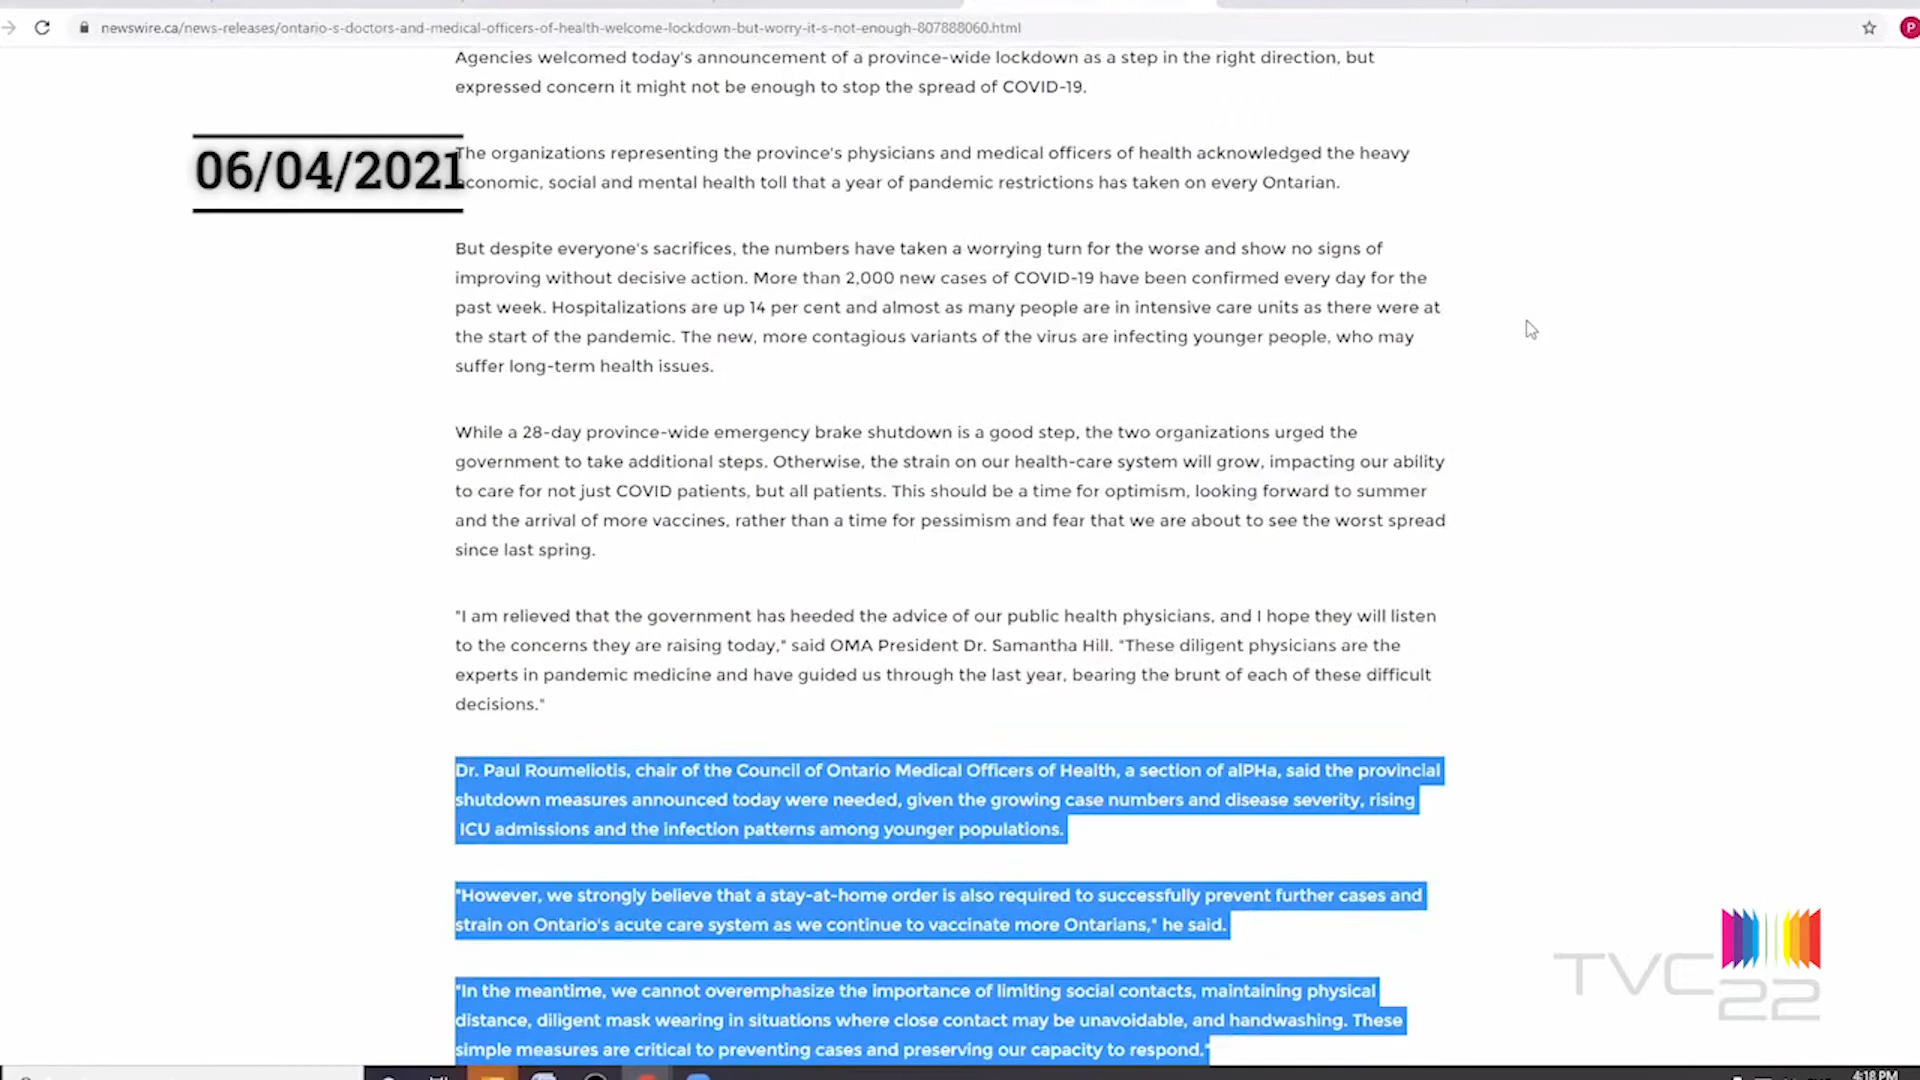 newswire.ca/news-releases/ontario-s-doctors-and-medical-officers-of-health-welcome-lockdown-but-worry-it-s-not-enough-807888060.html
P
Agencies welcomed today's announcement of a province-wide lockdown as a step in the right direction, but
expressed concern it might not be enough to stop the spread of COVID-19.
06/04/2021
The organizations representing the province's physicians and medical officers of health acknowledged the heavy
economic, social and mental health toll that a year of pandemic restrictions has taken on every Ontarian.
But despite everyone's sacrifices, the numbers have taken a worrying turn for the worse and show no signs of
improving without decisive action. More than 2,000 new cases of COVID-19 have been confirmed every day for the
past week. Hospitalizations are up 14 per cent and almost as many people are in intensive care units as there were at
the start of the pandemic. The new, more contagious variants of the virus are infecting younger people, who may
suffer long-term health issues.
While a 28-day province-wide emergency brake shutdown is a good step, the two organizations urged the
government to take additional steps. Otherwise, the strain on our health-care system will grow, impacting our ability
to care for not just COVID patients, but all patients. This should be a time for optimism, looking forward to summer
and the arrival of more vaccines, rather than a time for pessimism and fear that we are about to see the worst spread
since last spring.
"I am relieved that the government has heeded the advice of our public health physicians, and I hope they will listen
to the concerns they are raising today," said OMA President Dr. Samantha Hill. "These diligent physicians are the
experts in pandemic medicine and have guided us through the last year, bearing the brunt of each of these difficult
decisions."
Dr. Paul Roumeliotis, chair of the Council of Ontario Medical Officers of Health, a section of alPHa, said the provincial
shutdown measures announced today were needed, given the growing case numbers and disease severity, rising
ICU admissions and the infection patterns among younger populations.
"However, we strongly believe that a stay-at-home order is also required to successfully prevent further cases and
strain on Ontario's acute care system as we continue to vaccinate more Ontarians," he said.
"In the meantime, we cannot overemphasize the importance of limiting social contacts, maintaining physical
distance, diligent mask wearing in situations where close contact may be unavoidable, and handwashing. These
simple measures are critical to preventing cases and preserving our capacity to respond."
TVC
22
4:18 PM